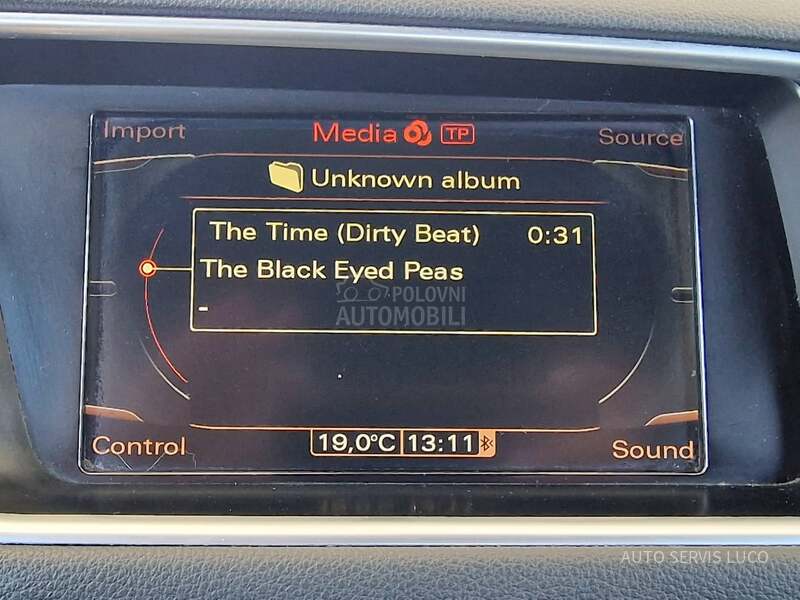 Import Media TP Source
Unknown album
The Time (Dirty Beat) 0:31
The Black Eyed Peas
-
POLOVNI
AUTOMOBILI
19,0°C 13:11
Control Sound
AUTO SERVIS LUCO